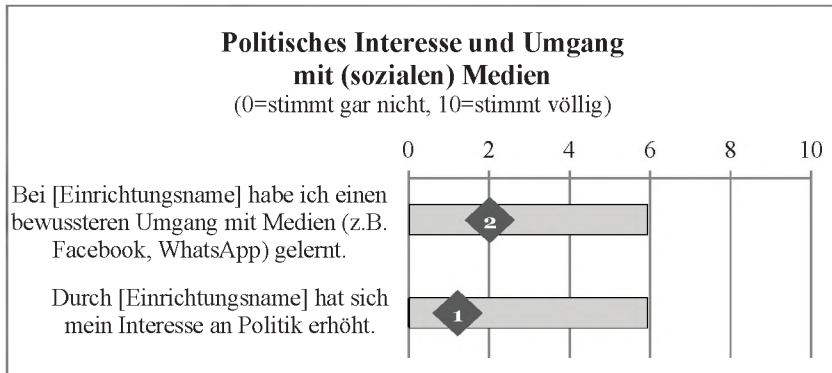 Politisches Interesse und Umgang
mit (sozialen) Medien
(0=stimmt gar nicht, 10=stimmt völlig)
0 2 4 6 8 10
Bei [Einrichtungsname] habe ich einen
bewussteren Umgang mit Medien (z.B.
Facebook, WhatsApp) gelernt.
2
Durch [Einrichtungsname] hat sich
mein Interesse an Politik erhöht.
1